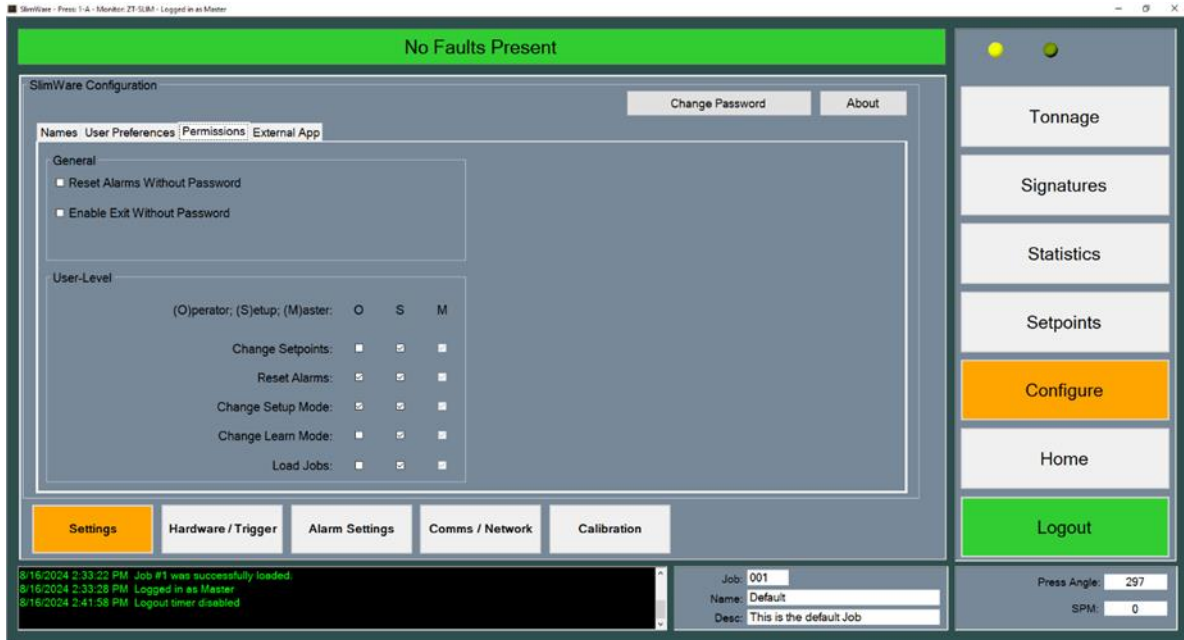 SlimWare - Press: 1-A - Monitor: ZT-SLIM - Logged in as Master
No Faults Present
SlimWare Configuration
Change Password
About
Names
User Preferences
Permissions
External App
General
Reset Alarms Without Password
Enable Exit Without Password
User-Level
(O)perator; (S)etup; (M)aster: O S M
Change Setpoints:
Reset Alarms:
Change Setup Mode:
Change Learn Mode:
Load Jobs:
Settings
Hardware / Trigger
Alarm Settings
Comms / Network
Calibration
Tonnage
Signatures
Statistics
Setpoints
Configure
Home
Logout
8/16/2024 2:33:22 PM Job #1 was successfully loaded.
8/16/2024 2:33:28 PM Logged in as Master
8/16/2024 2:41:58 PM Logout timer disabled
Job: 001
Name: Default
Desc: This is the default Job
Press Angle: 297
SPM: 0